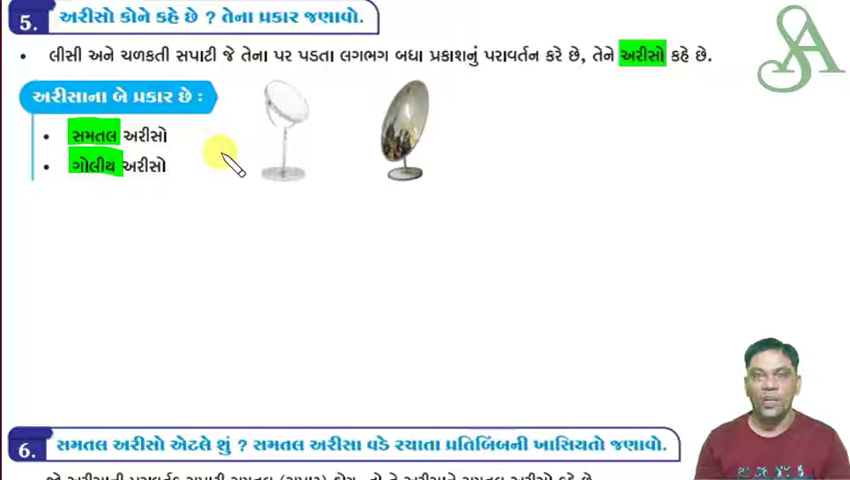 5. અરીસો કોને કહે છે ? તેના પ્રકાર જણાવો.
SA
• લીસી અને ચળકતી સપાટી જે તેના પર પડતા લગભગ બધા પ્રકાશનું પરાવર્તન કરે છે, તેને અરીસો કહે છે.
અરીસાના બે પ્રકાર છે :
• સમતલ અરીસો
• ગોલીય અરીસો
6. સમતલ અરીસો એટલે શું ? સમતલ અરીસા વડે રચાતા પ્રતિબિંબની ખાસિયતો જણાવો.